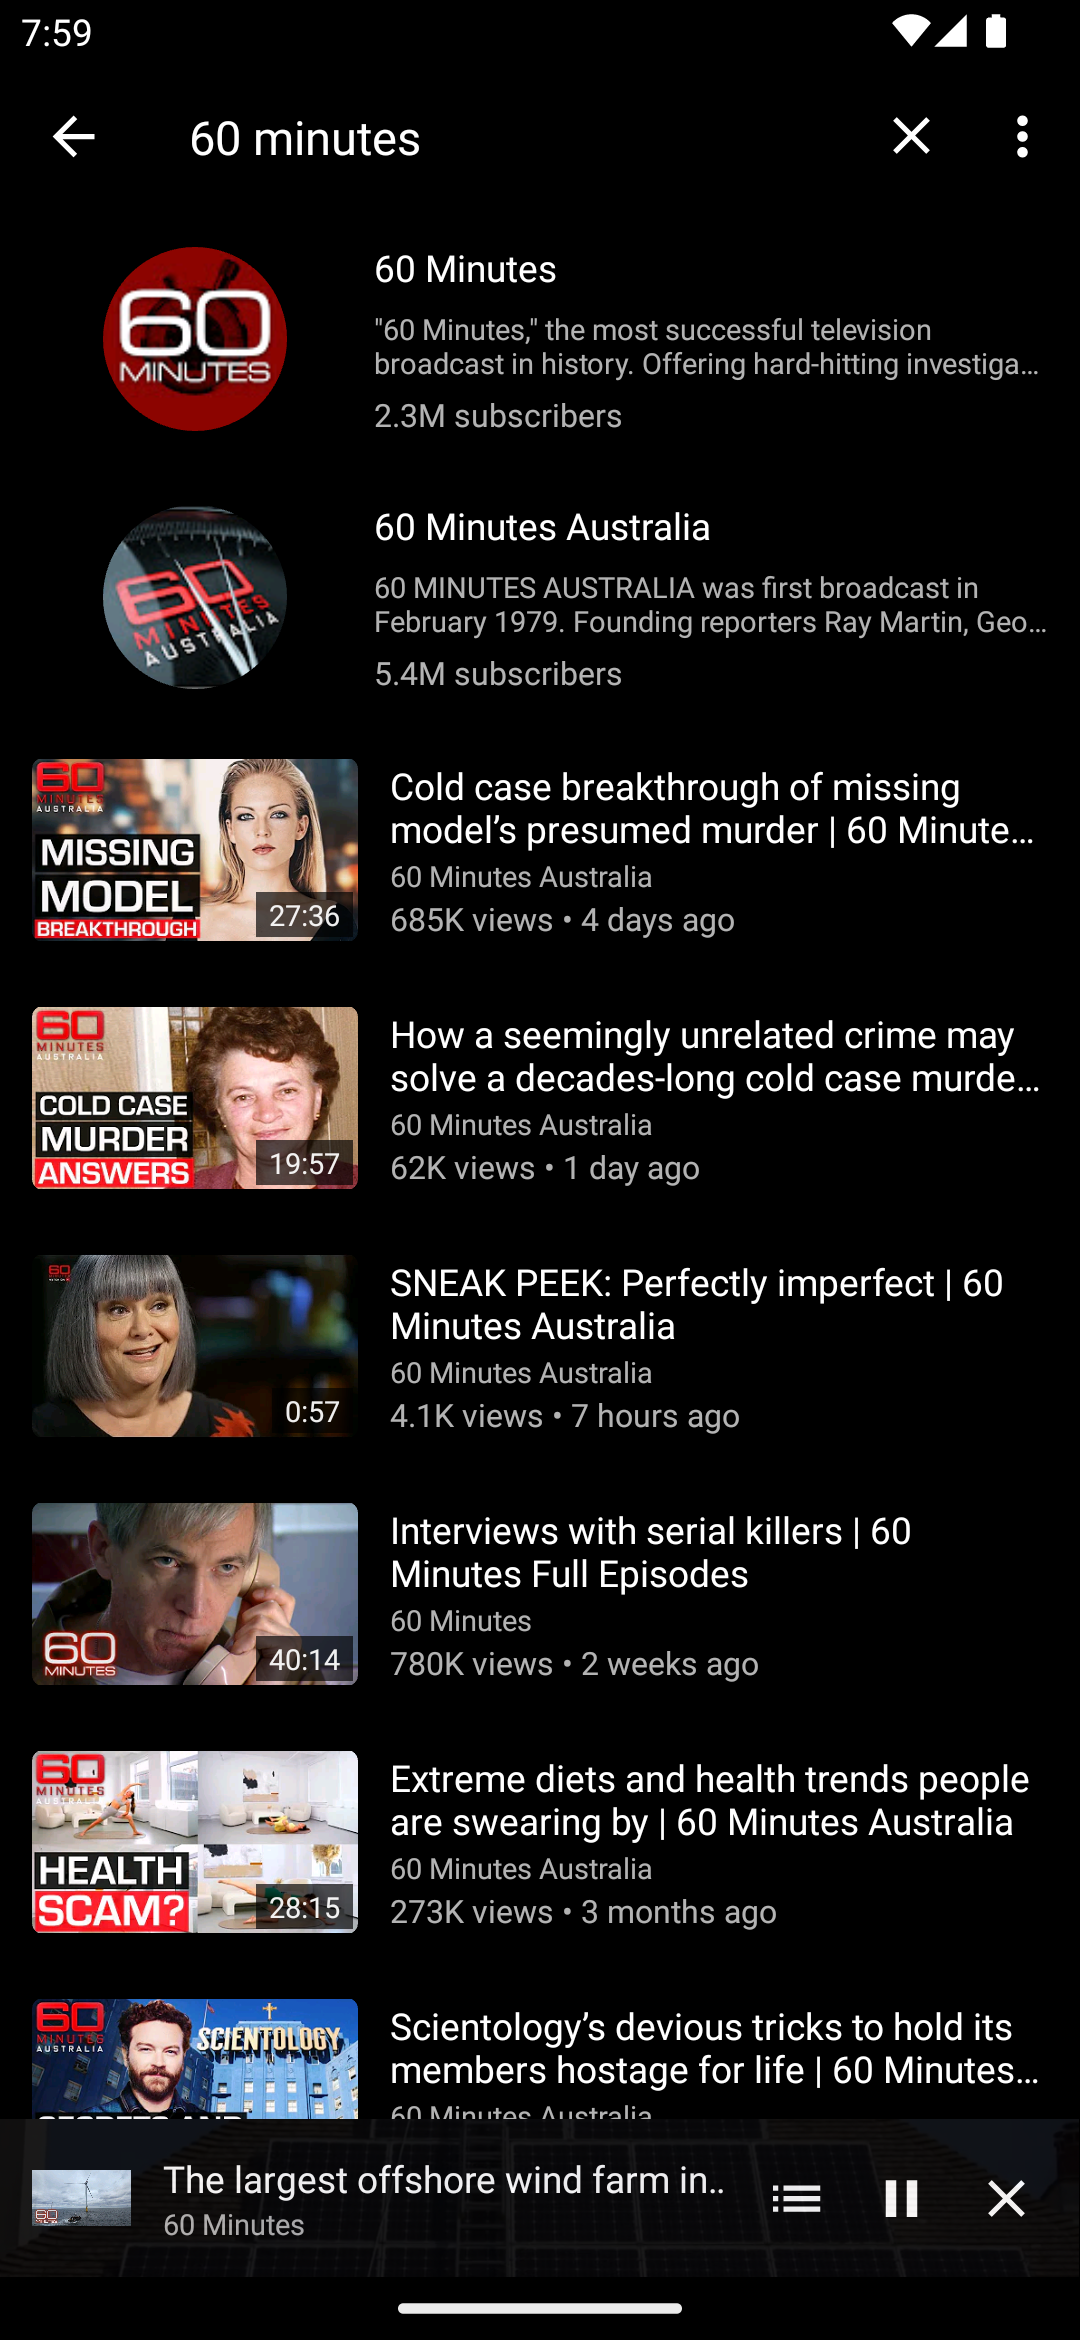 7:59
60 minutes
60
MINUTES
60 Minutes
"60 Minutes," the most successful television
broadcast in history. Offering hard-hitting investiga...
2.3M subscribers
60
MINUTES
AUSTRALIA
60 Minutes Australia
60 MINUTES AUSTRALIA was first broadcast in
February 1979. Founding reporters Ray Martin, Geo...
5.4M subscribers
60
MINUTES
AUSTRALIA
MISSING
MODEL
BREAKTHROUGH
27:36
Cold case breakthrough of missing
model’s presumed murder | 60 Minute...
60 Minutes Australia
685K views • 4 days ago
60
MINUTES
AUSTRALIA
COLD CASE
MURDER
ANSWERS
19:57
How a seemingly unrelated crime may
solve a decades-long cold case murde...
60 Minutes Australia
62K views • 1 day ago
60
0:57
SNEAK PEEK: Perfectly imperfect | 60
Minutes Australia
60 Minutes Australia
4.1K views • 7 hours ago
60
MINUTES
40:14
Interviews with serial killers | 60
Minutes Full Episodes
60 Minutes
780K views • 2 weeks ago
60
MINUTES
AUSTRALIA
HEALTH
SCAM?
28:15
Extreme diets and health trends people
are swearing by | 60 Minutes Australia
60 Minutes Australia
273K views • 3 months ago
60
MINUTES
AUSTRALIA
SCIENTOLOGY
SECRETS AND
Scientology’s devious tricks to hold its
members hostage for life | 60 Minutes...
60 Minutes Australia
60
The largest offshore wind farm in..
60 Minutes